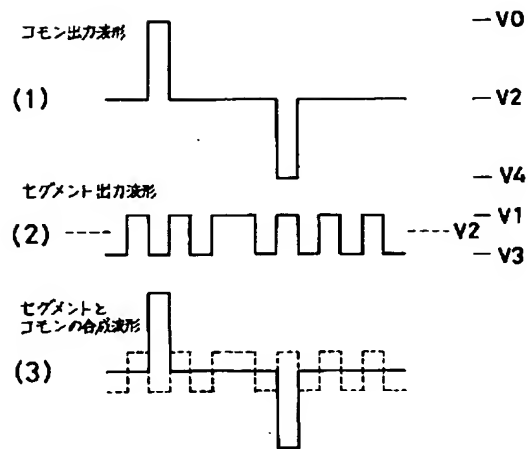 コモン出力波形
VO
(1)
V2
V4
セグメント出力波形
V1
(2)
V2
V3
セグメントと
コモンの合成波形
(3)